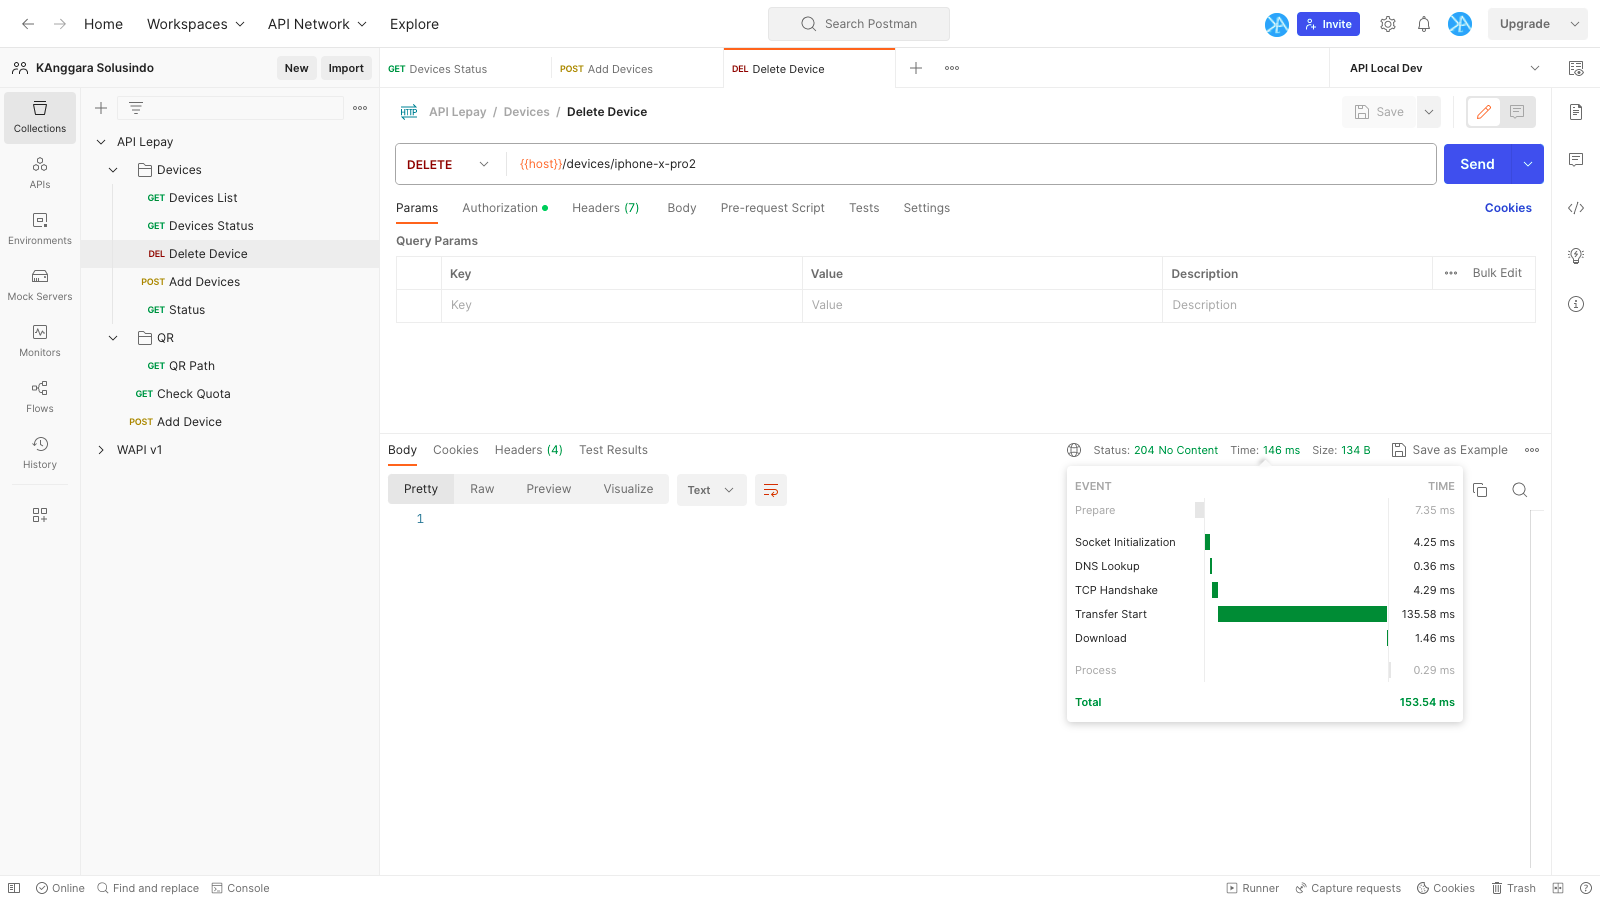 Home Workspaces API Network Explore Search Postman Invite Upgrade
KAnggara Solusindo New Import GET Devices Status POST Add Devices DEL Delete Device API Local Dev
Collections
APIs
Environments
Mock Servers
Monitors
Flows
History
API Lepay
Devices
GET Devices List
GET Devices Status
DEL Delete Device
POST Add Devices
GET Status
QR
GET QR Path
GET Check Quota
POST Add Device
WAPI v1
HTTP API Lepay / Devices / Delete Device Save
DELETE {{host}}/devices/iphone-x-pro2 Send
Params Authorization Headers (7) Body Pre-request Script Tests Settings Cookies
Query Params
Key Value Description Bulk Edit
Key Value Description
Body Cookies Headers (4) Test Results Status: 204 No Content Time: 146 ms Size: 134 B Save as Example
Pretty Raw Preview Visualize Text
1
EVENT TIME
Prepare 7.35 ms
Socket Initialization 4.25 ms
DNS Lookup 0.36 ms
TCP Handshake 4.29 ms
Transfer Start 135.58 ms
Download 1.46 ms
Process 0.29 ms
Total 153.54 ms
Online Find and replace Console Runner Capture requests Cookies Trash